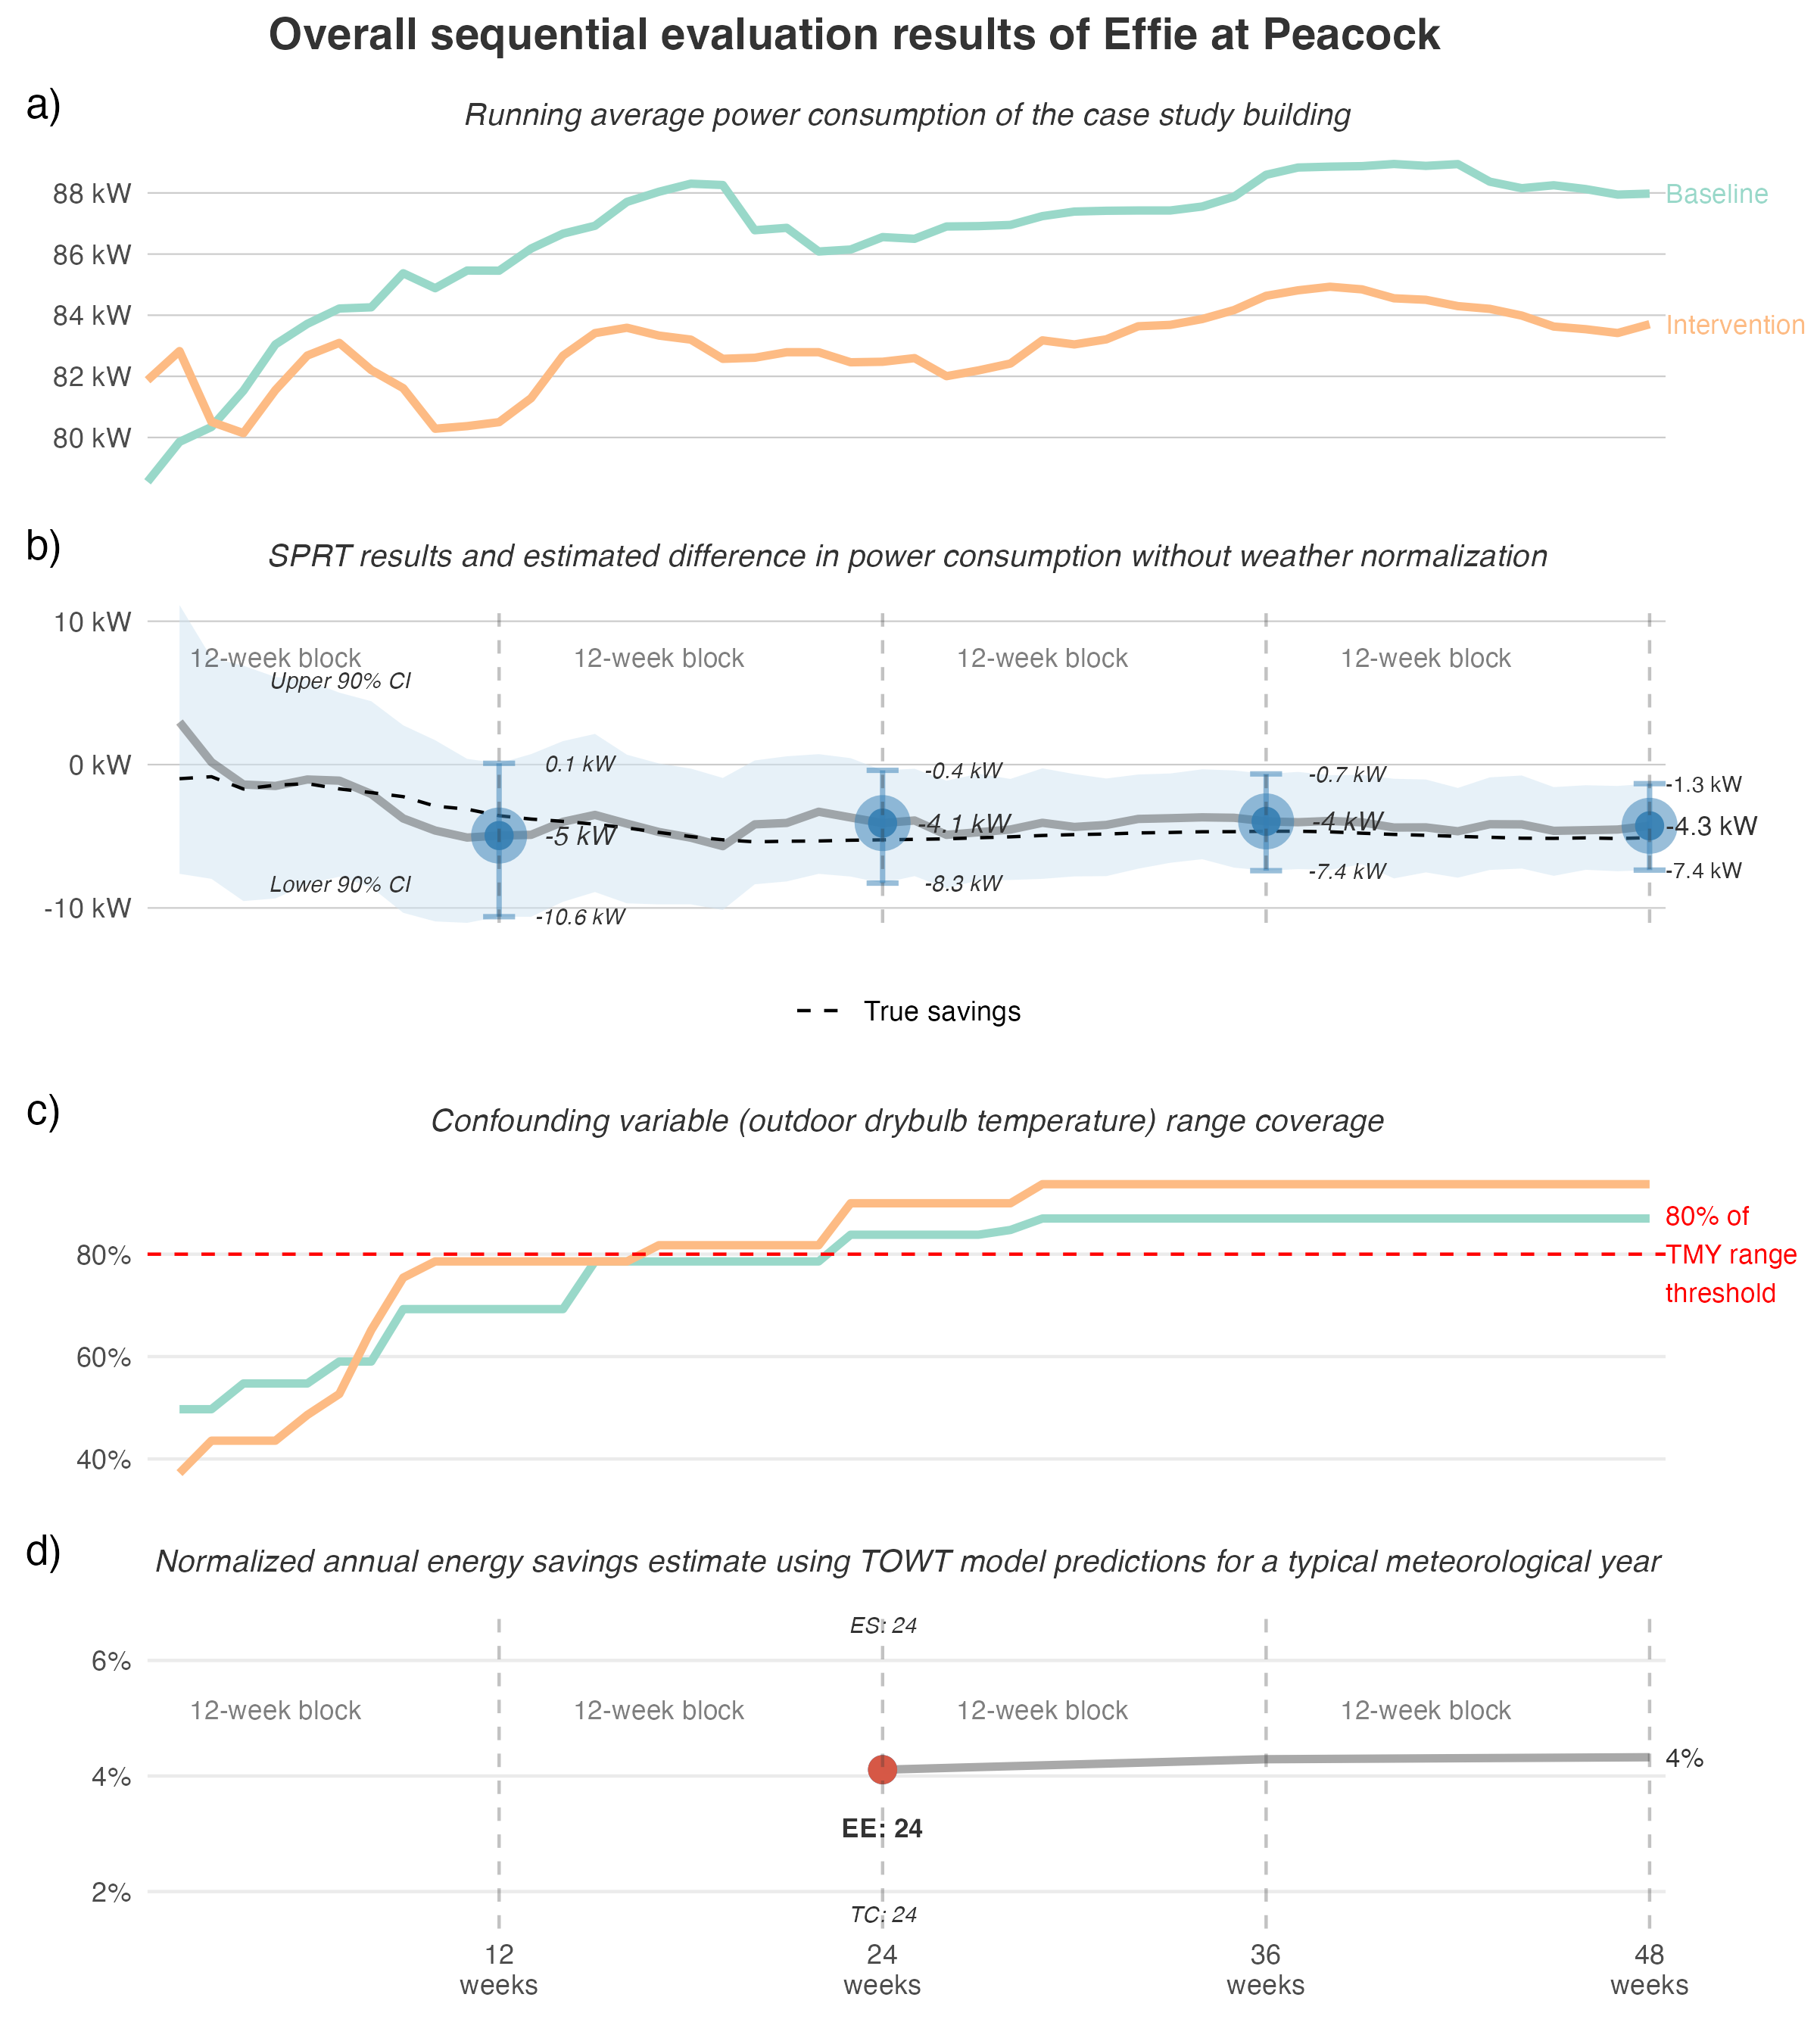 Overall sequential evaluation results of Effie at Peacock
a)
Running average power consumption of the case study building
88 kW
86 kW
84 kW
82 kW
80 kW
Baseline
Intervention
b)
SPRT results and estimated difference in power consumption without weather normalization
10 kW
0 kW
-10 kW
12-week block
12-week block
12-week block
12-week block
Upper 90% CI
Lower 90% CI
0.1 kW
-5 kW
-10.6 kW
-0.4 kW
-4.1 kW
-8.3 kW
-0.7 kW
-4 kW
-7.4 kW
-1.3 kW
-4.3 kW
-7.4 kW
True savings
c)
Confounding variable (outdoor drybulb temperature) range coverage
80%
60%
40%
80% of
TMY range
threshold
d)
Normalized annual energy savings estimate using TOWT model predictions for a typical meteorological year
6%
4%
2%
ES: 24
12-week block
12-week block
12-week block
12-week block
4%
EE: 24
TC: 24
12
weeks
24
weeks
36
weeks
48
weeks